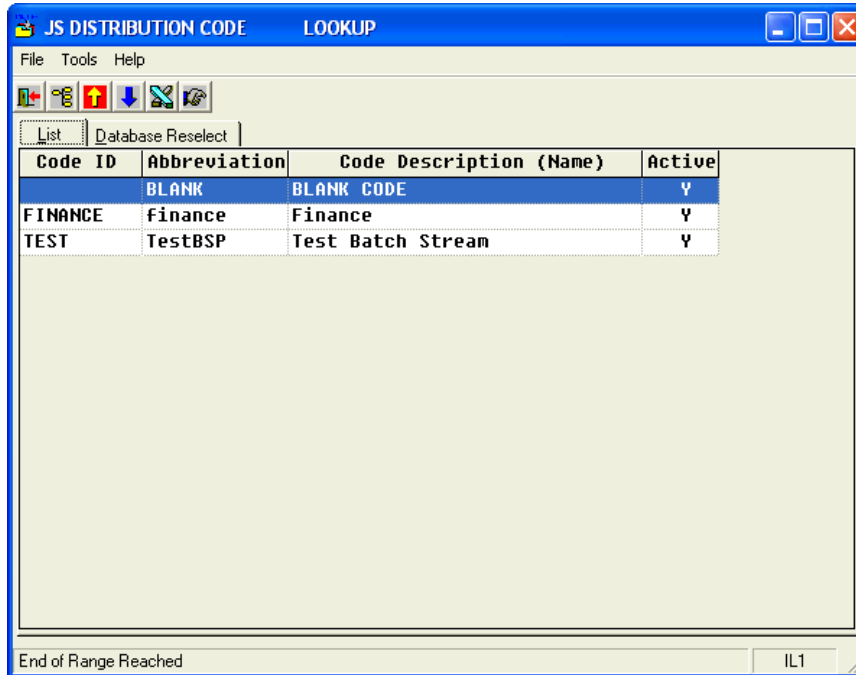 JS DISTRIBUTION CODE LOOKUP
File Tools Help
List Database Reselect
Code ID Abbreviation Code Description (Name) Active
BLANK BLANK CODE Y
FINANCE finance Finance Y
TEST TestBSP Test Batch Stream Y
End of Range Reached IL1